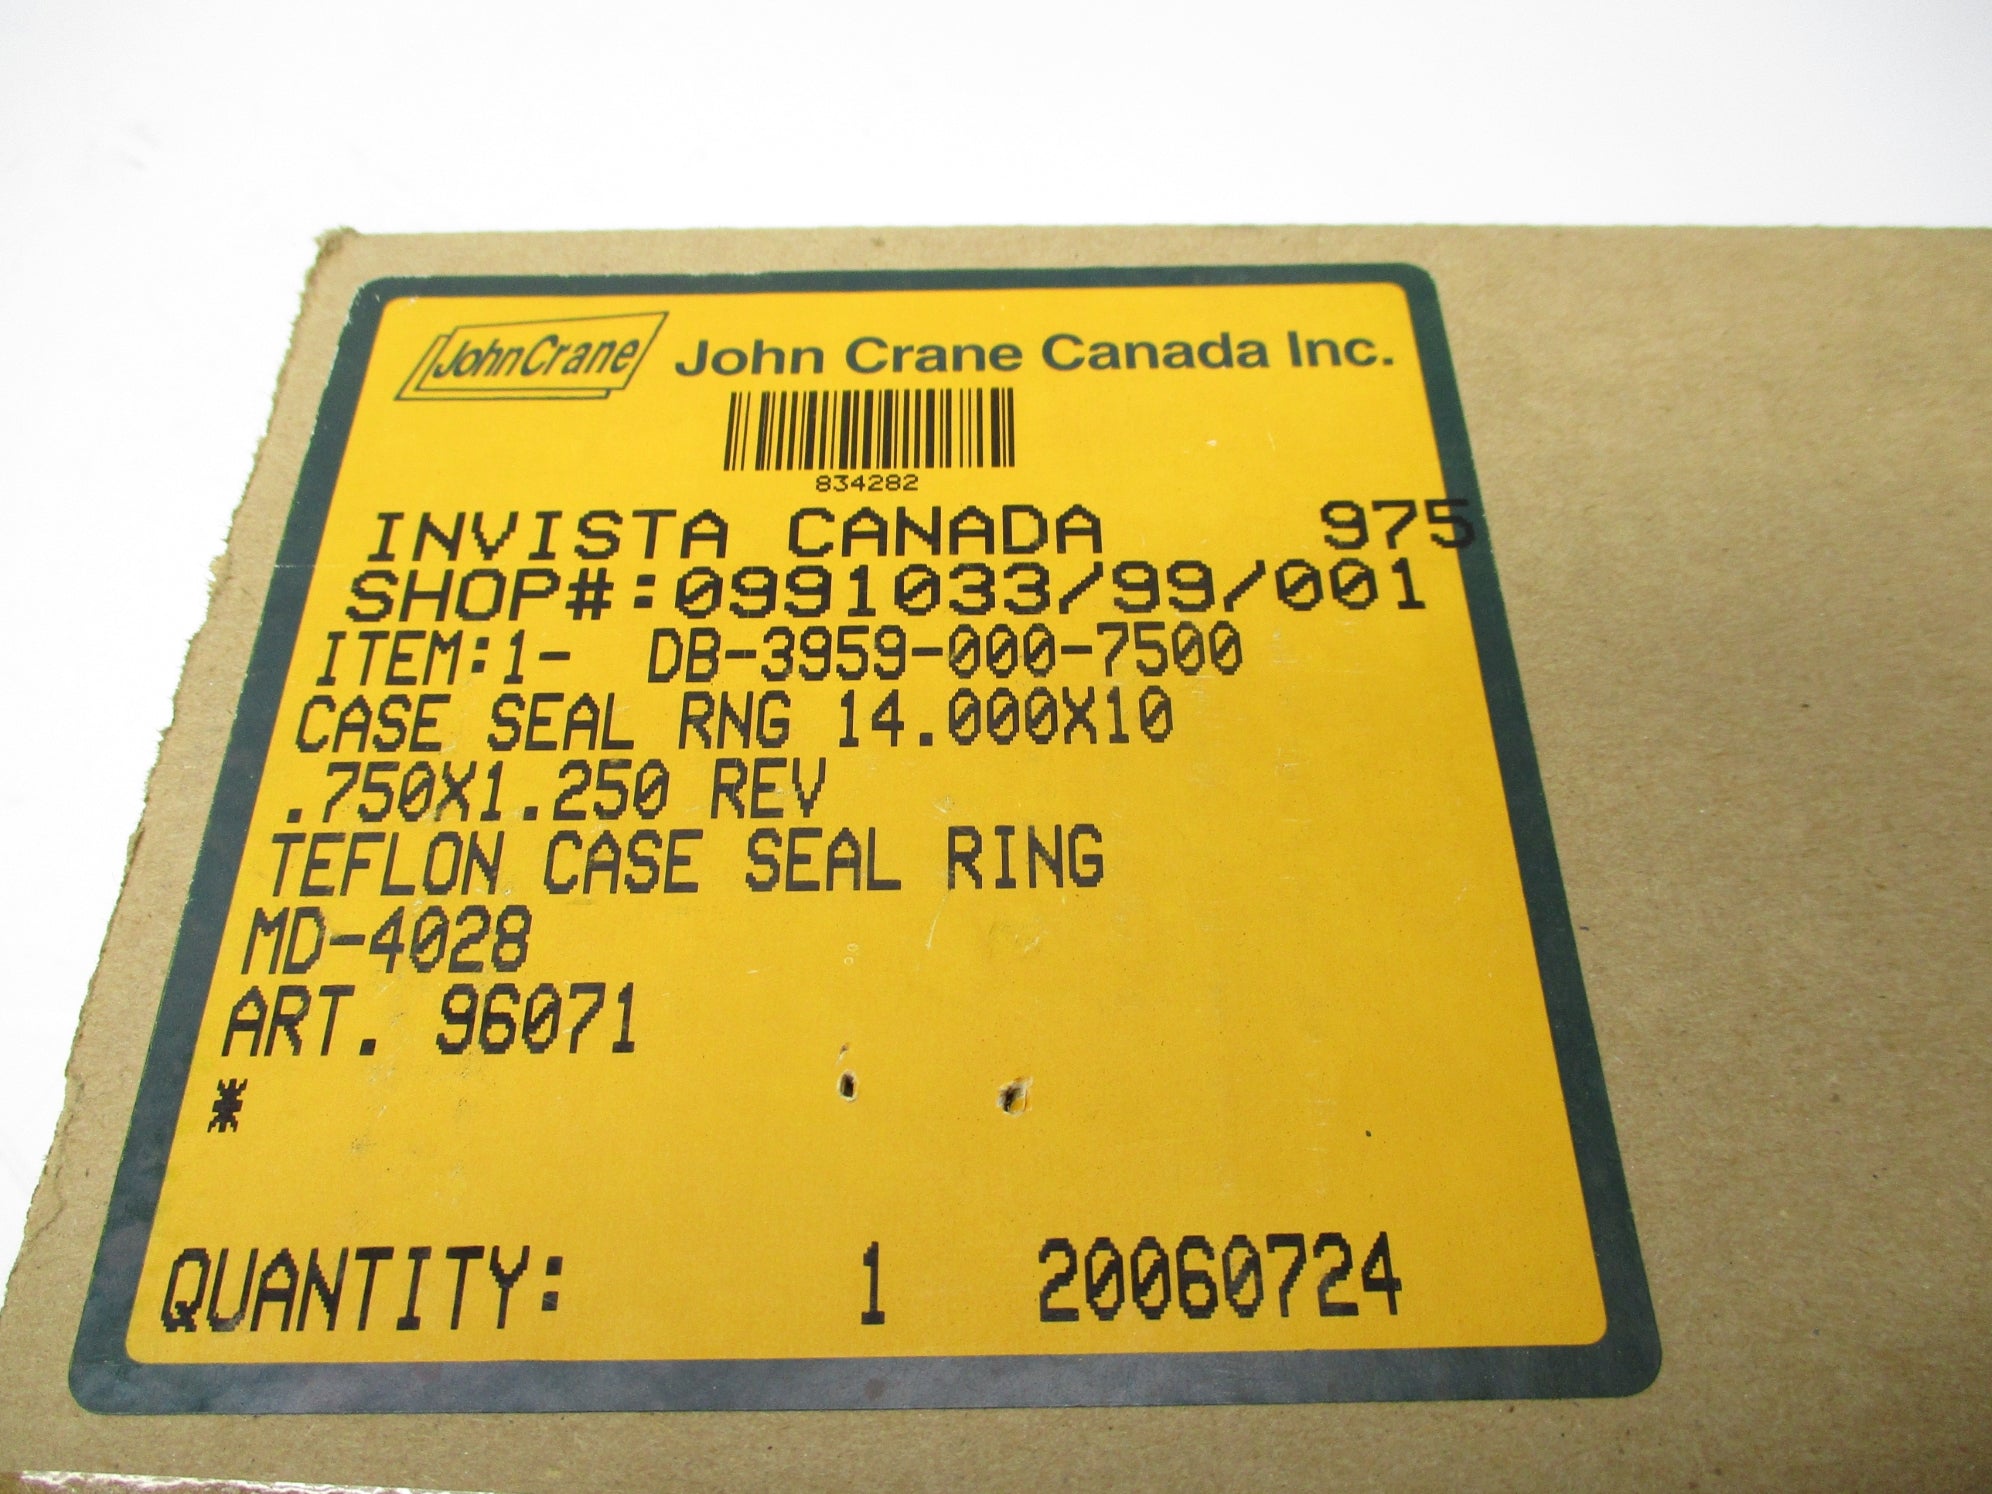 JohnCrane John Crane Canada Inc.
834282
INVISTA CANADA 975
SHOP#:0991033/99/001
ITEM:1- DB-3959-000-7500
CASE SEAL RNG 14.000X10
.750X1.250 REV
TEFLON CASE SEAL RING
MD-4028
ART. 96071
*
QUANTITY: 1 20060724